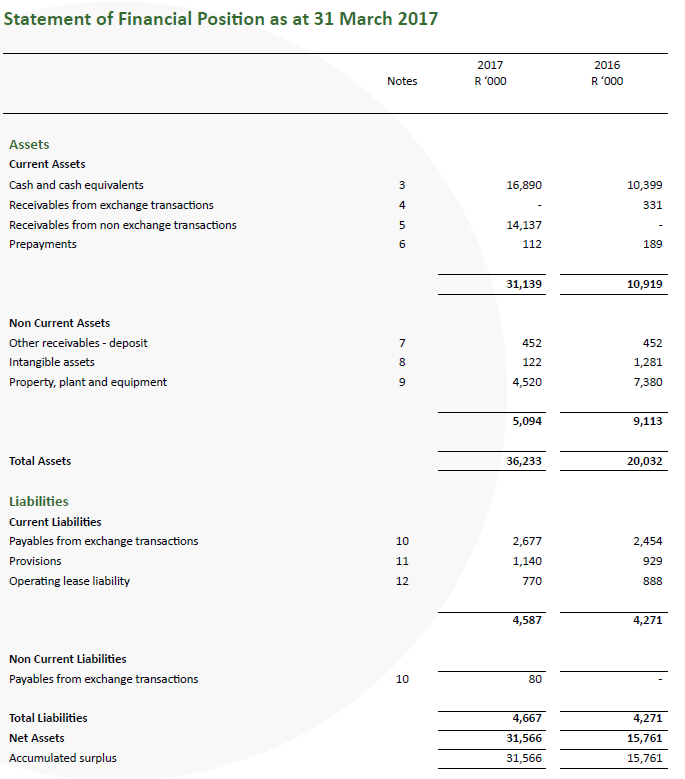 Statement of Financial Position as at 31 March 2017
2017 2016
Notes R ‘000 R ‘000
Assets
Current Assets
Cash and cash equivalents 3 16,890 10,399
Receivables from exchange transactions 4 - 331
Receivables from non exchange transactions 5 14,137 -
Prepayments 6 112 189
31,139 10,919
Non Current Assets
Other receivables - deposit 7 452 452
Intangible assets 8 122 1,281
Property, plant and equipment 9 4,520 7,380
5,094 9,113
Total Assets 36,233 20,032
Liabilities
Current Liabilities
Payables from exchange transactions 10 2,677 2,454
Provisions 11 1,140 929
Operating lease liability 12 770 888
4,587 4,271
Non Current Liabilities
Payables from exchange transactions 10 80 -
Total Liabilities 4,667 4,271
Net Assets 31,566 15,761
Accumulated surplus 31,566 15,761